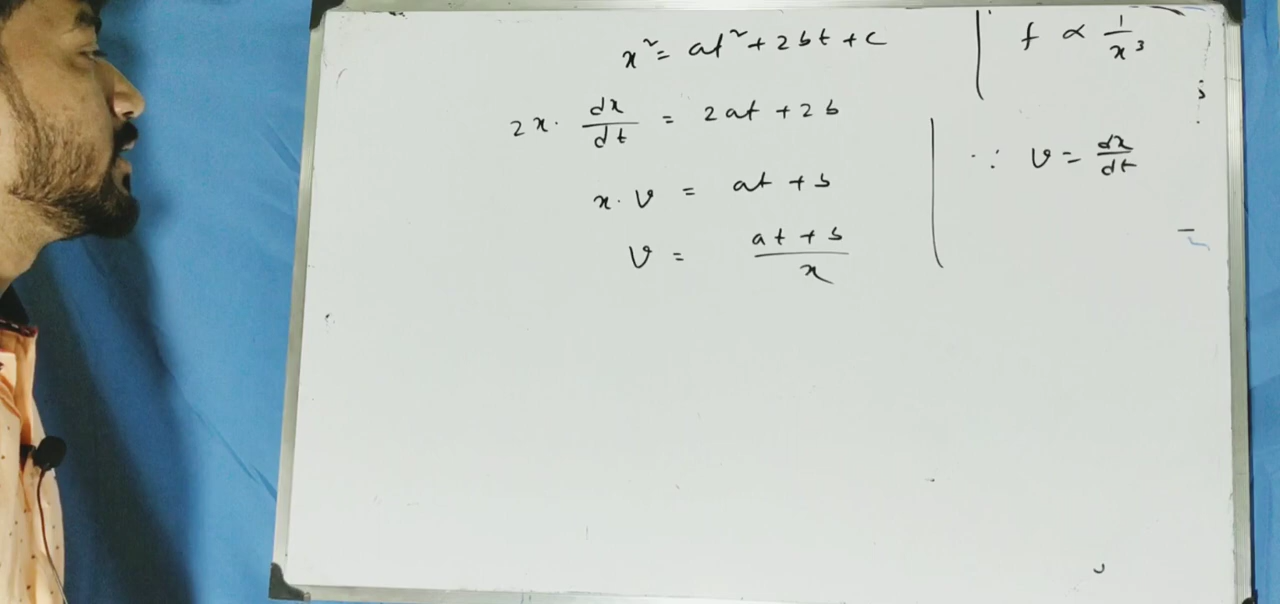 x² = at² + 2bt + c
2x · dx/dt = 2at + 2b
x · v = at + b
v = at + b / x
f ∝ 1/x³
∵ v = dx/dt